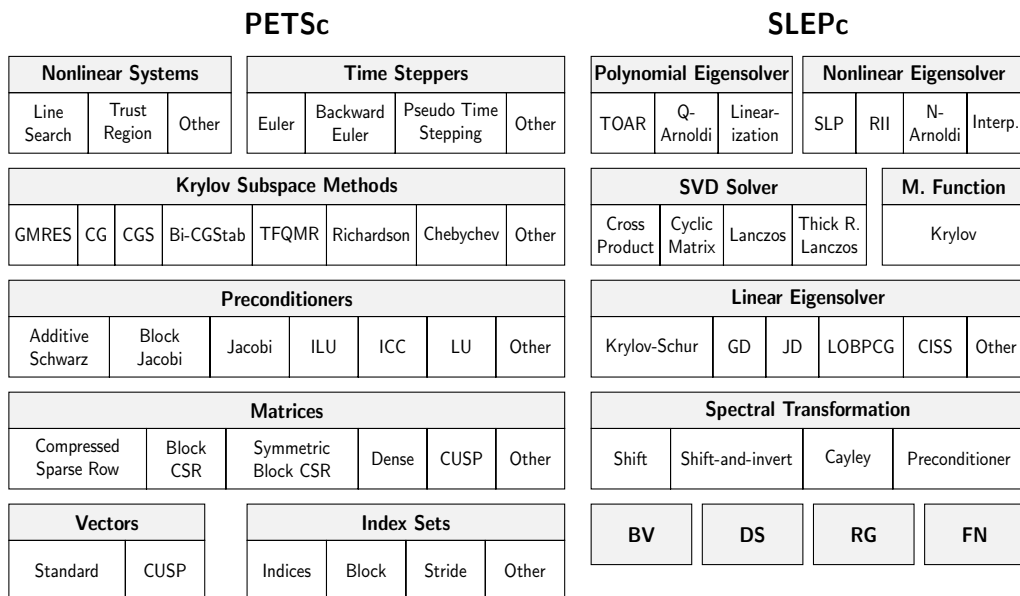 PETSc
Nonlinear Systems
Line Search
Trust Region
Other
Time Steppers
Euler
Backward Euler
Pseudo Time Stepping
Other
Krylov Subspace Methods
GMRES
CG
CGS
Bi-CGStab
TFQMR
Richardson
Chebychev
Other
Preconditioners
Additive Schwarz
Block Jacobi
Jacobi
ILU
ICC
LU
Other
Matrices
Compressed Sparse Row
Block CSR
Symmetric Block CSR
Dense
CUSP
Other
Vectors
Standard
CUSP
Index Sets
Indices
Block
Stride
Other
SLEPc
Polynomial Eigensolver
TOAR
Q-Arnoldi
Linear-ization
Nonlinear Eigensolver
SLP
RII
N-Arnoldi
Interp.
SVD Solver
Cross Product
Cyclic Matrix
Lanczos
Thick R. Lanczos
M. Function
Krylov
Linear Eigensolver
Krylov-Schur
GD
JD
LOBPCG
CISS
Other
Spectral Transformation
Shift
Shift-and-invert
Cayley
Preconditioner
BV
DS
RG
FN